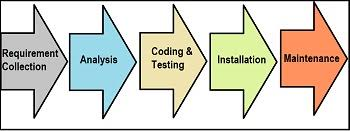 Requirement
Collection
Analysis
Coding &
Testing
Installation
Maintenance